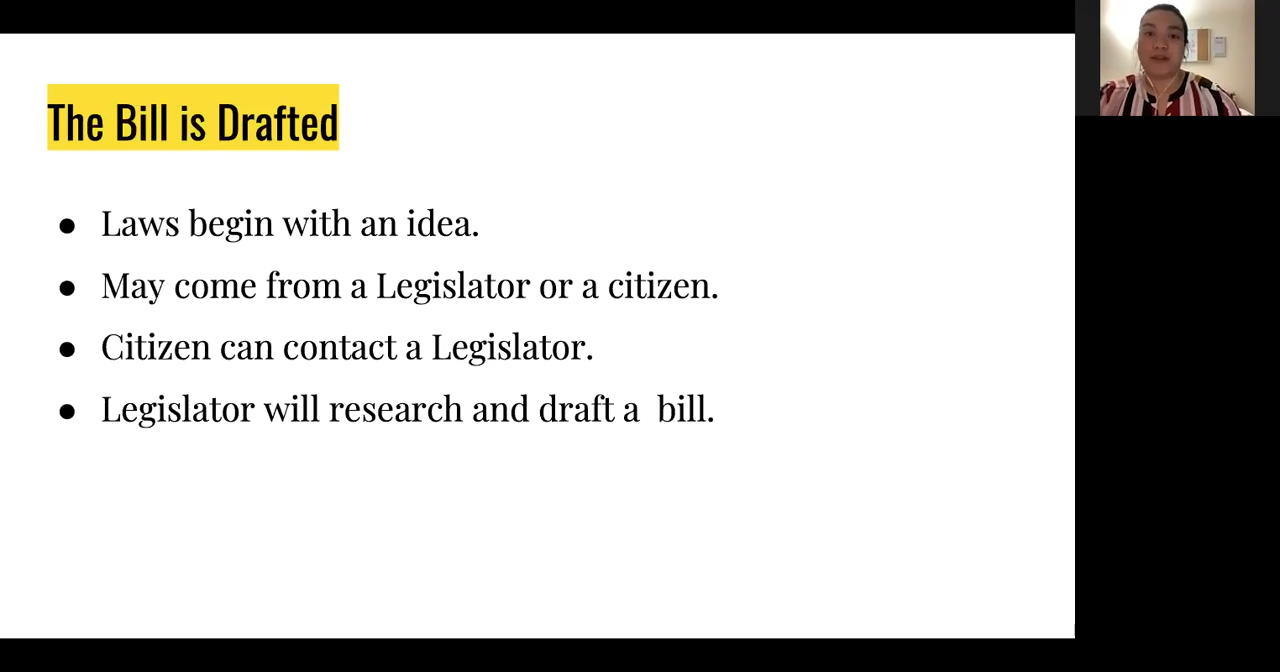 The Bill is Drafted
● Laws begin with an idea.
● May come from a Legislator or a citizen.
● Citizen can contact a Legislator.
● Legislator will research and draft a  bill.